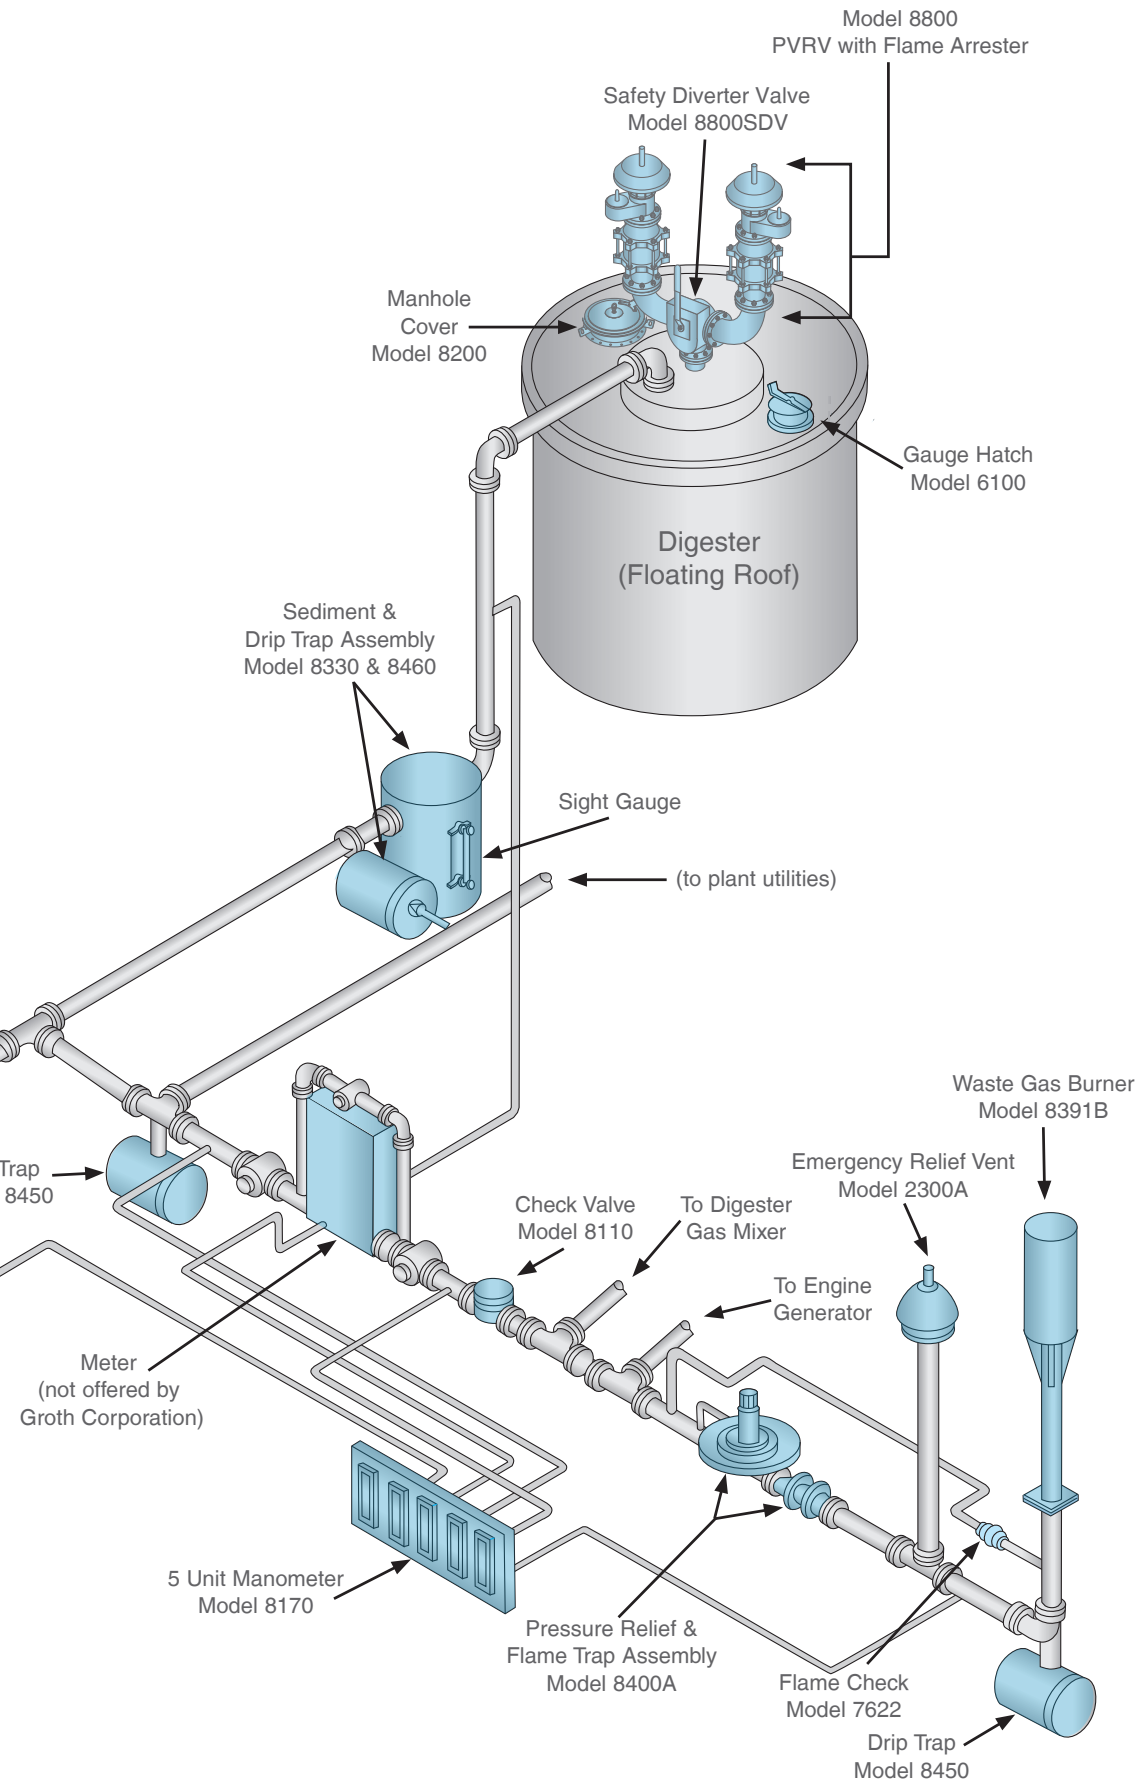 Model 8800
PVRV with Flame Arrester
Safety Diverter Valve
Model 8800SDV
Manhole
Cover
Model 8200
Gauge Hatch
Model 6100
Digester
(Floating Roof)
Sediment &
Drip Trap Assembly
Model 8330 & 8460
Sight Gauge
(to plant utilities)
Waste Gas Burner
Model 8391B
Trap
8450
Emergency Relief Vent
Model 2300A
Check Valve
Model 8110
To Digester
Gas Mixer
To Engine
Generator
Meter
(not offered by
Groth Corporation)
5 Unit Manometer
Model 8170
Pressure Relief &
Flame Trap Assembly
Model 8400A
Flame Check
Model 7622
Drip Trap
Model 8450